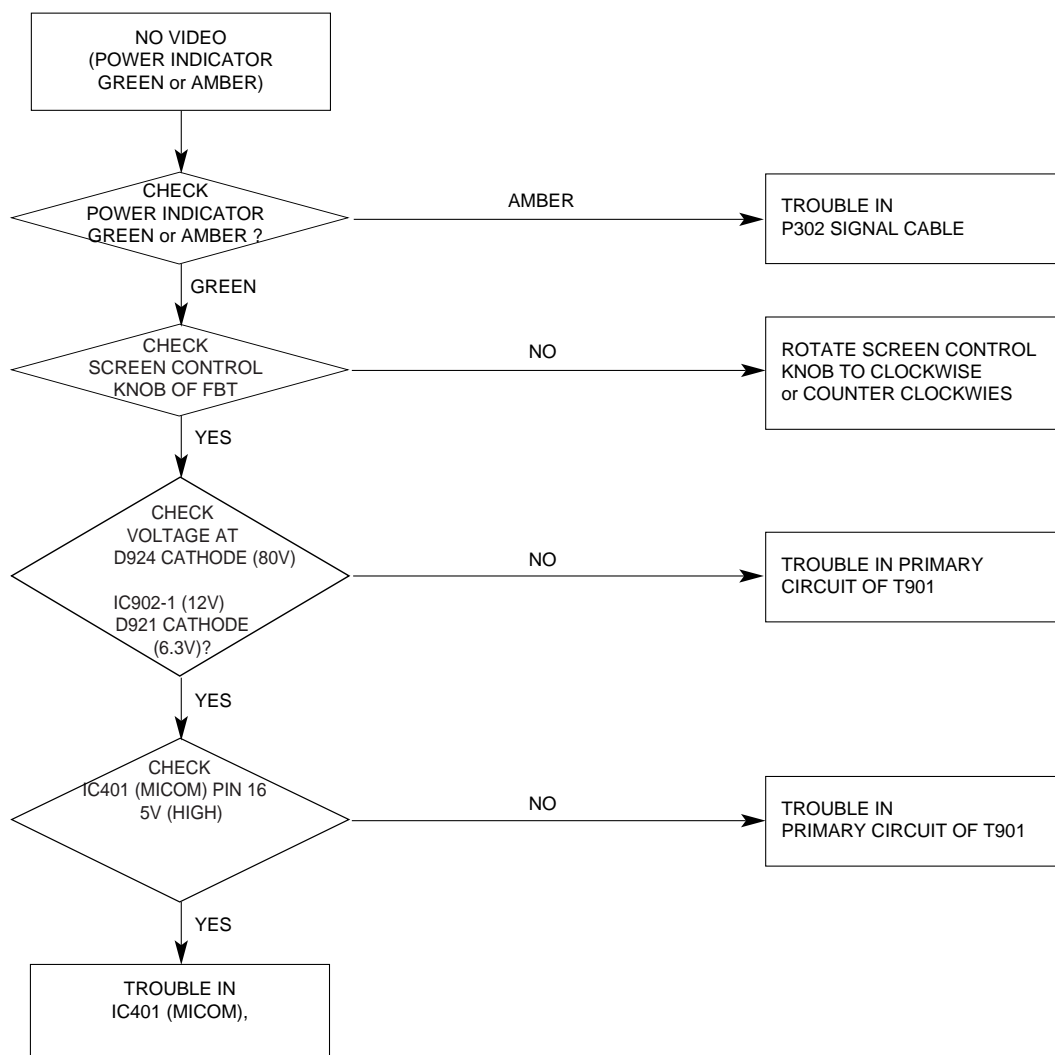 NO VIDEO
(POWER INDICATOR
GREEN or AMBER)
CHECK
POWER INDICATOR
GREEN or AMBER ?
AMBER
TROUBLE IN
P302 SIGNAL CABLE
GREEN
CHECK
SCREEN CONTROL
KNOB OF FBT
NO
ROTATE SCREEN CONTROL
KNOB TO CLOCKWISE
or COUNTER CLOCKWIES
YES
CHECK
VOLTAGE AT
D924 CATHODE (80V)
IC902-1 (12V)
D921 CATHODE
(6.3V)?
NO
TROUBLE IN PRIMARY
CIRCUIT OF T901
YES
CHECK
IC401 (MICOM) PIN 16
5V (HIGH)
NO
TROUBLE IN
PRIMARY CIRCUIT OF T901
YES
TROUBLE IN
IC401 (MICOM),